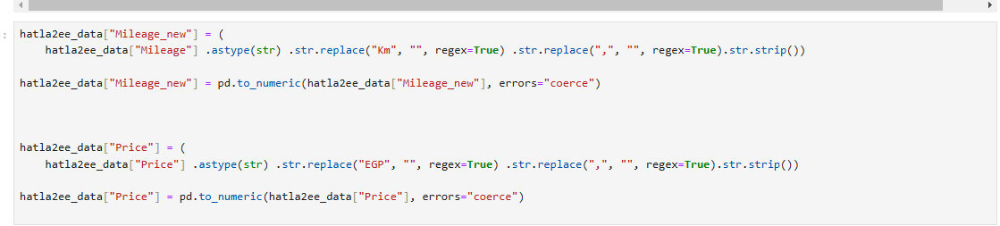 :
hatla2ee_data["Mileage_new"] = (
    hatla2ee_data["Mileage"] .astype(str) .str.replace("Km", "", regex=True) .str.replace(",", "", regex=True).str.strip())
hatla2ee_data["Mileage_new"] = pd.to_numeric(hatla2ee_data["Mileage_new"], errors="coerce")
hatla2ee_data["Price"] = (
    hatla2ee_data["Price"] .astype(str) .str.replace("EGP", "", regex=True) .str.replace(",", "", regex=True).str.strip())
hatla2ee_data["Price"] = pd.to_numeric(hatla2ee_data["Price"], errors="coerce")